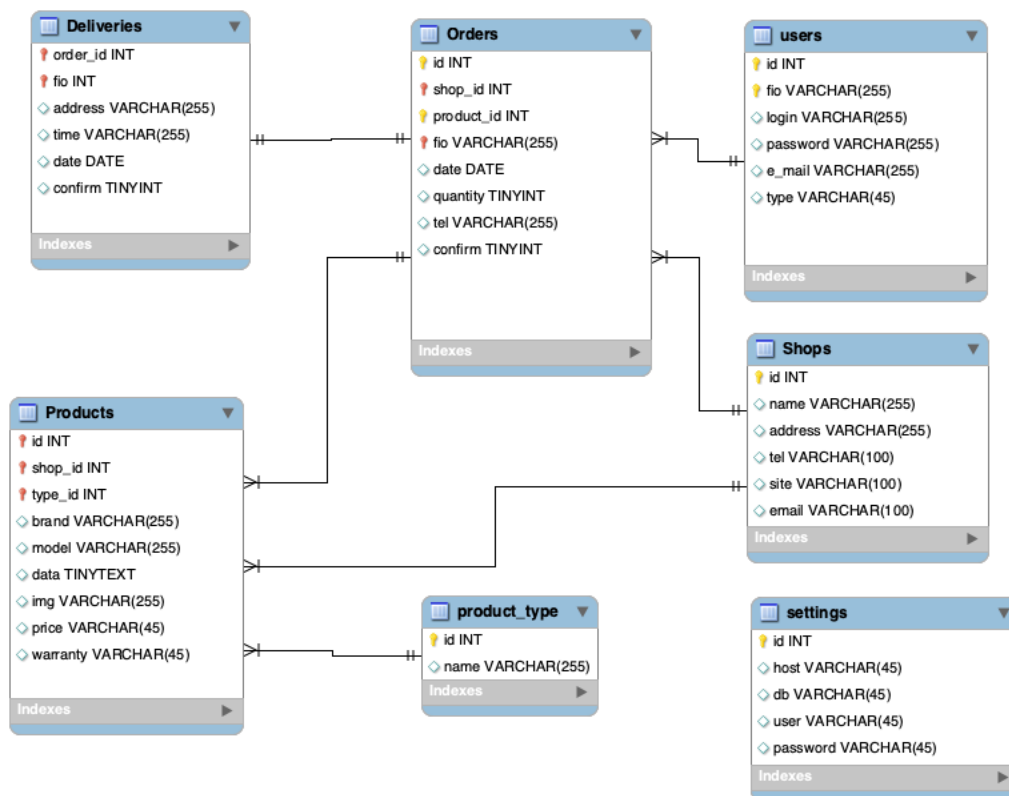 Deliveries
order_id INT
fio INT
address VARCHAR(255)
time VARCHAR(255)
date DATE
confirm TINYINT
Indexes
Orders
id INT
shop_id INT
product_id INT
fio VARCHAR(255)
date DATE
quantity TINYINT
tel VARCHAR(255)
confirm TINYINT
Indexes
users
id INT
fio VARCHAR(255)
login VARCHAR(255)
password VARCHAR(255)
e_mail VARCHAR(255)
type VARCHAR(45)
Indexes
Shops
id INT
name VARCHAR(255)
address VARCHAR(255)
tel VARCHAR(100)
site VARCHAR(100)
email VARCHAR(100)
Indexes
Products
id INT
shop_id INT
type_id INT
brand VARCHAR(255)
model VARCHAR(255)
data TINYTEXT
img VARCHAR(255)
price VARCHAR(45)
warranty VARCHAR(45)
Indexes
product_type
id INT
name VARCHAR(255)
Indexes
settings
id INT
host VARCHAR(45)
db VARCHAR(45)
user VARCHAR(45)
password VARCHAR(45)
Indexes